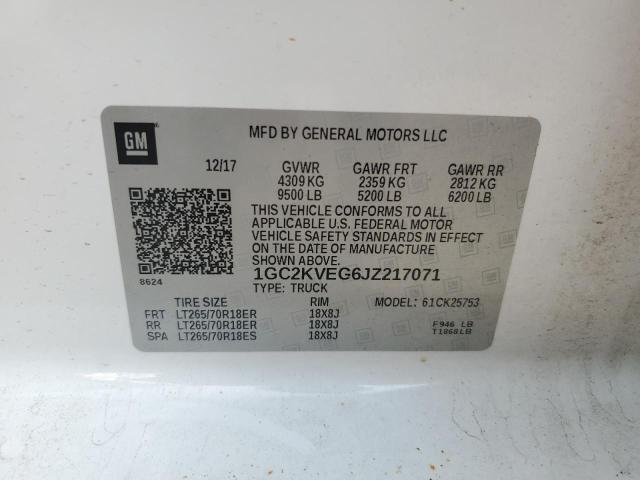 GM
MFD BY GENERAL MOTORS LLC
12/17 GVWR GAWR FRT GAWR RR
4309 KG 2359 KG 2812 KG
9500 LB 5200 LB 6200 LB
THIS VEHICLE CONFORMS TO ALL
APPLICABLE U.S. FEDERAL MOTOR
VEHICLE SAFETY STANDARDS IN EFFECT
ON THE DATE OF MANUFACTURE SHOWN ABOVE.
8624 1GC2KVEG6JZ217071
TYPE: TRUCK
TIRE SIZE RIM MODEL: 61CK25753
FRT LT265/70R18ER 18X8J
RR LT265/70R18ER 18X8J F946 LB
SPA LT265/70R18ES 18X8J T1868LB